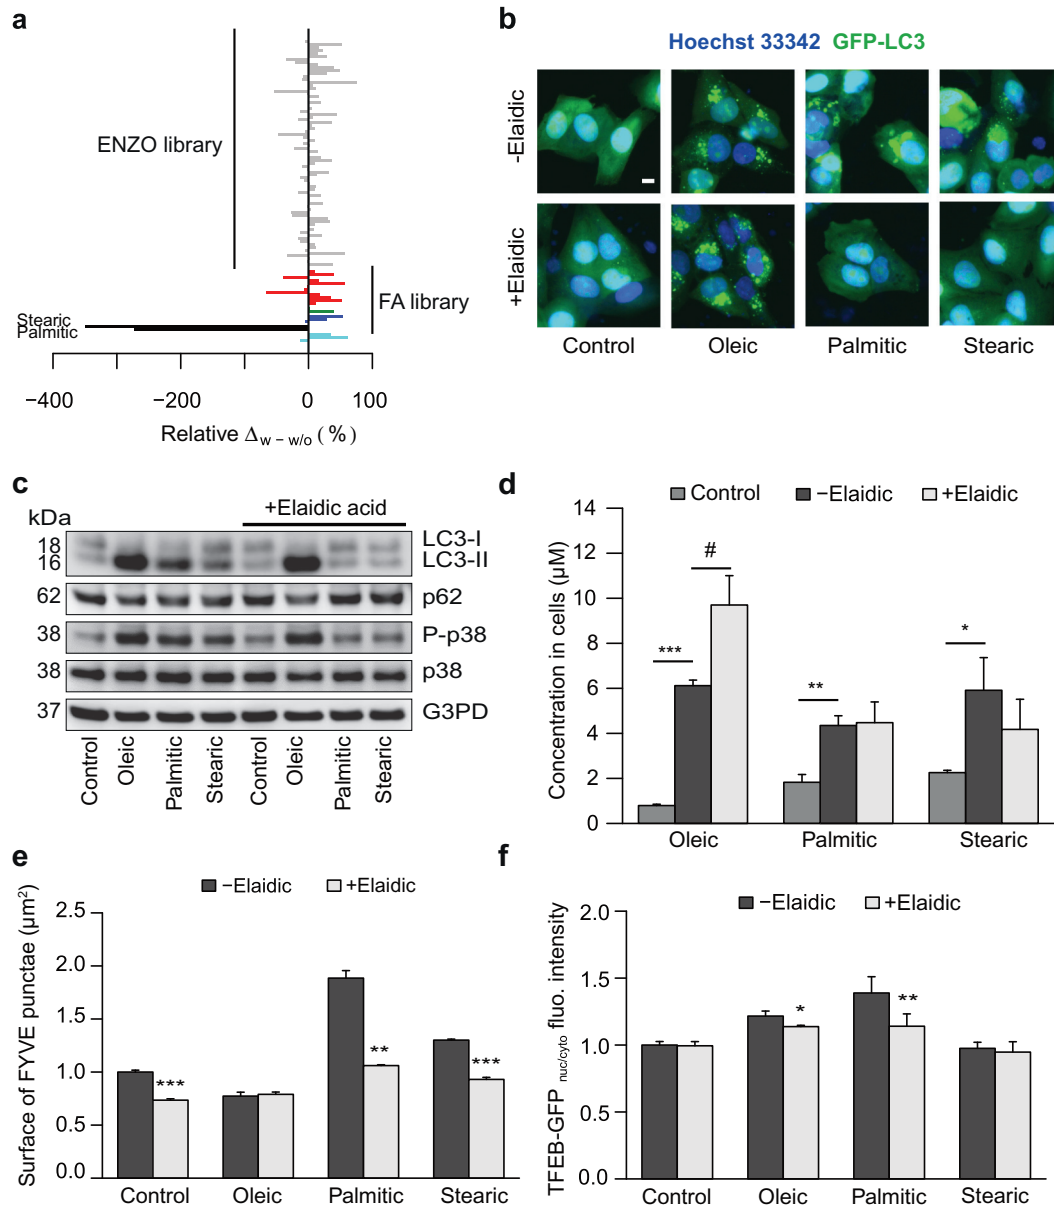 a
ENZO library
FA library
Stearic
Palmitic
−400
−200
0
100
Relative Δw − w/o (%)
b
Hoechst 33342 GFP-LC3
-Elaidic
+Elaidic
Control
Oleic
Palmitic
Stearic
c
+Elaidic acid
kDa
18
16
LC3-I
LC3-II
62
p62
38
P-p38
38
p38
37
G3PD
Control
Oleic
Palmitic
Stearic
Control
Oleic
Palmitic
Stearic
d
Control
−Elaidic
+Elaidic
Concentration in cells (µM)
14
12
10
8
6
4
2
0
***
#
**
*
Oleic
Palmitic
Stearic
e
−Elaidic
+Elaidic
Surface of FYVE punctae (µm²)
2.5
2.0
1.5
1.0
0.5
0.0
***
**
***
Control
Oleic
Palmitic
Stearic
f
−Elaidic
+Elaidic
TFEB-GFP nuc/cyto fluo. intensity
2.0
1.5
1.0
0.5
0.0
*
**
Control
Oleic
Palmitic
Stearic